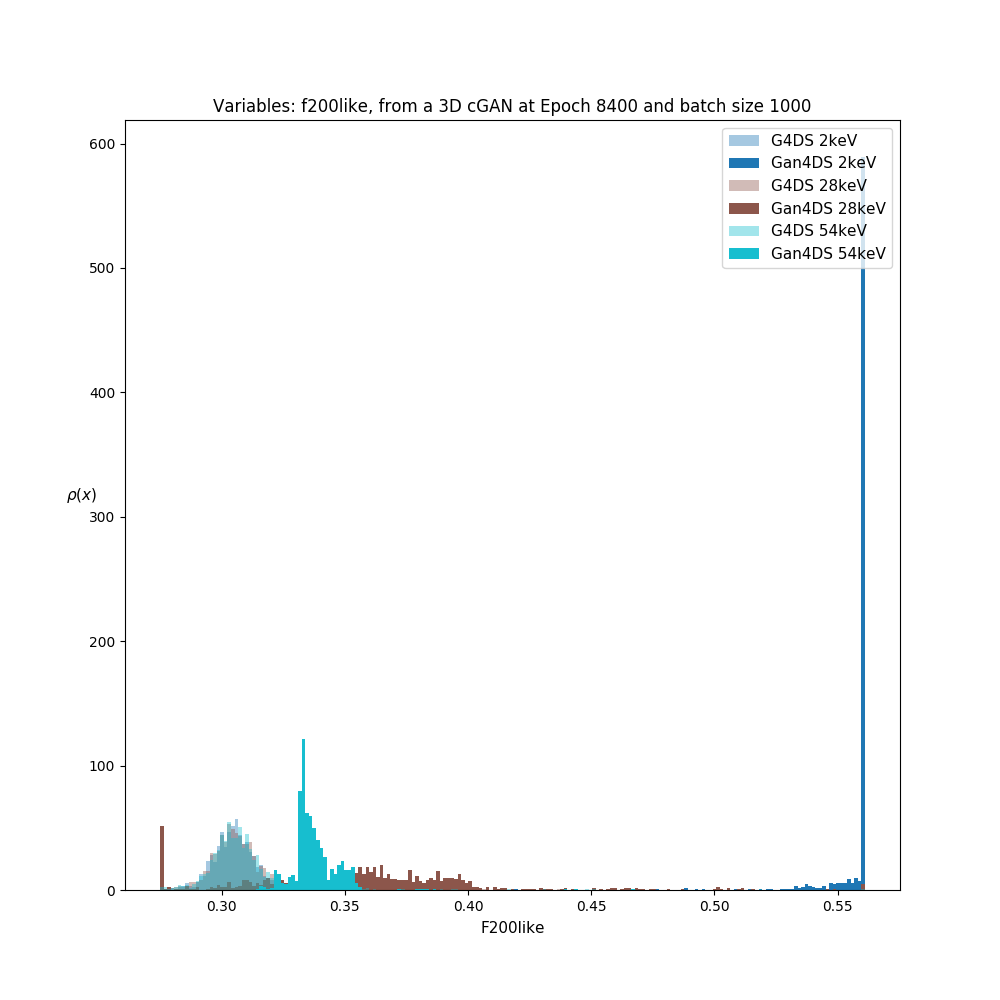 Variables: f200like, from a 3D cGAN at Epoch 8400 and batch size 1000
G4DS 2keV
Gan4DS 2keV
G4DS 28keV
Gan4DS 28keV
G4DS 54keV
Gan4DS 54keV
600
500
400
300
200
100
0
ρ(x)
0.30 0.35 0.40 0.45 0.50 0.55
F200like